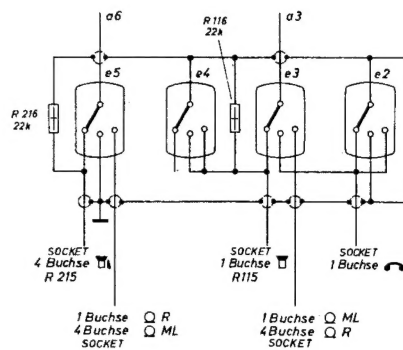 a6
R 116
22k
a3
e5
e4
e3
e2
R 216
22k
SOCKET
4 Buchse
R 215
SOCKET
1 Buchse
R115
SOCKET
1 Buchse
1 Buchse R
4 Buchse ML
SOCKET
1 Buchse ML
4 Buchse R
SOCKET